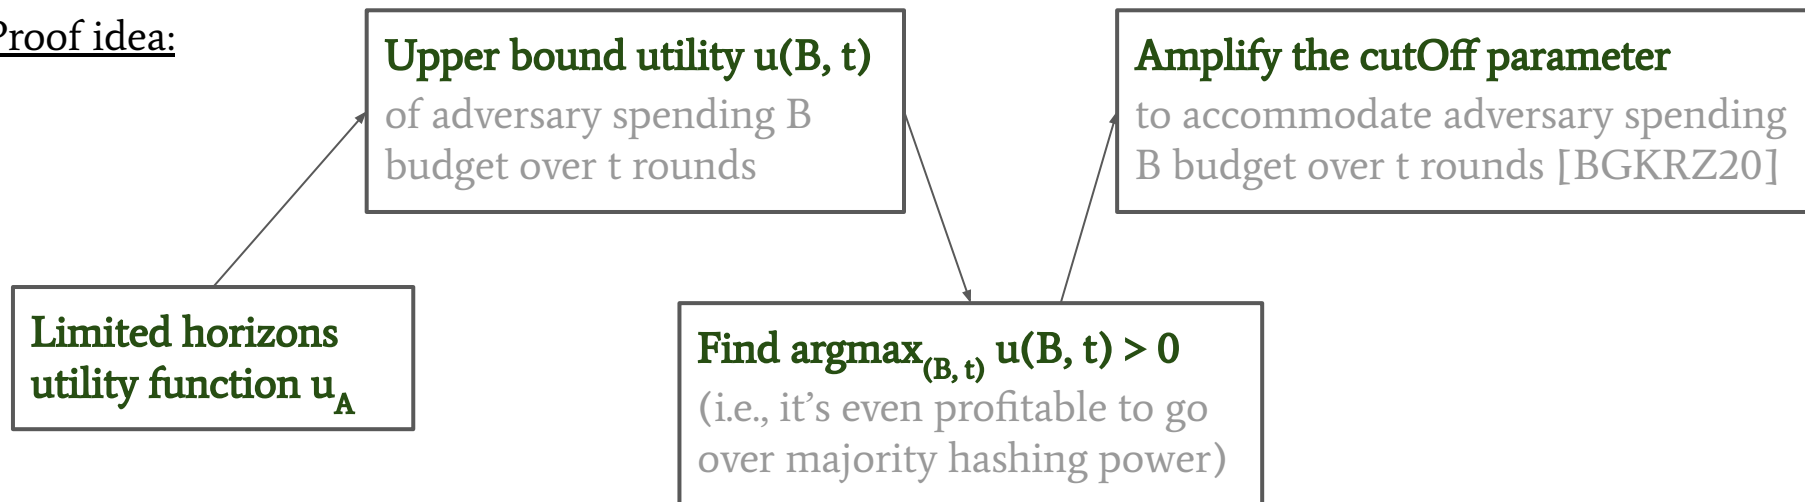 Proof idea:
Upper bound utility u(B, t)
of adversary spending B
budget over t rounds
Amplify the cutOff parameter
to accommodate adversary spending
B budget over t rounds [BGKRZ20]
Limited horizons
utility function u_A
Find argmax_(B, t) u(B, t) > 0
(i.e., it’s even profitable to go
over majority hashing power)